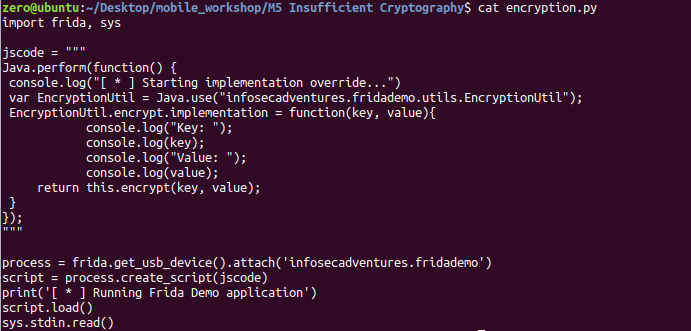 zero@ubuntu:~/Desktop/mobile_workshop/M5 Insufficient Cryptography$ cat encryption.py
import frida, sys
jscode = """
Java.perform(function() {
console.log("[ * ] Starting implementation override...")
var EncryptionUtil = Java.use("infosecadventures.fridademo.utils.EncryptionUtil");
EncryptionUtil.encrypt.implementation = function(key, value){
console.log("Key: ");
console.log(key);
console.log("Value: ");
console.log(value);
return this.encrypt(key, value);
}
});
"""
process = frida.get_usb_device().attach('infosecadventures.fridademo')
script = process.create_script(jscode)
print('[ * ] Running Frida Demo application')
script.load()
sys.stdin.read()